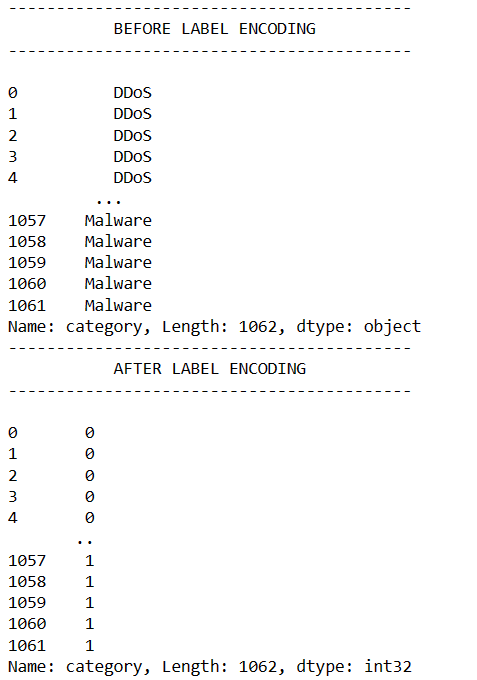 ------------------------------------------
BEFORE LABEL ENCODING
------------------------------------------
0          DDoS
1          DDoS
2          DDoS
3          DDoS
4          DDoS
...
1057    Malware
1058    Malware
1059    Malware
1060    Malware
1061    Malware
Name: category, Length: 1062, dtype: object
------------------------------------------
AFTER LABEL ENCODING
------------------------------------------
0       0
1       0
2       0
3       0
4       0
..
1057    1
1058    1
1059    1
1060    1
1061    1
Name: category, Length: 1062, dtype: int32